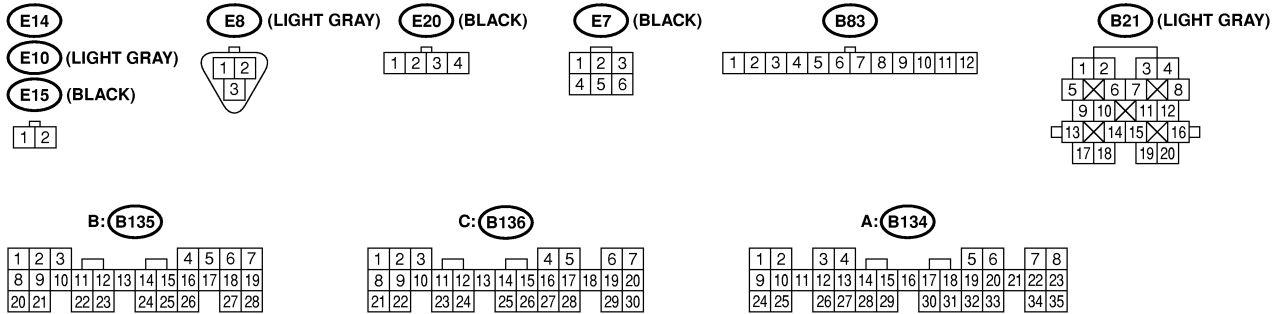 E14
E10 (LIGHT GRAY)
E15 (BLACK)
1 2
E8 (LIGHT GRAY)
1 2
3
E20 (BLACK)
1 2 3 4
E7 (BLACK)
1 2 3
4 5 6
B83
1 2 3 4 5 6 7 8 9 10 11 12
B21 (LIGHT GRAY)
1 2 3 4
5 6 7 8
9 10 11 12
13 14 15 16
17 18 19 20
B: B135
1 2 3 4 5 6 7
8 9 10 11 12 13 14 15 16 17 18 19
20 21 22 23 24 25 26 27 28
C: B136
1 2 3 4 5 6 7
8 9 10 11 12 13 14 15 16 17 18 19 20
21 22 23 24 25 26 27 28 29 30
A: B134
1 2 3 4 5 6 7 8
9 10 11 12 13 14 15 16 17 18 19 20 21 22 23
24 25 26 27 28 29 30 31 32 33 34 35